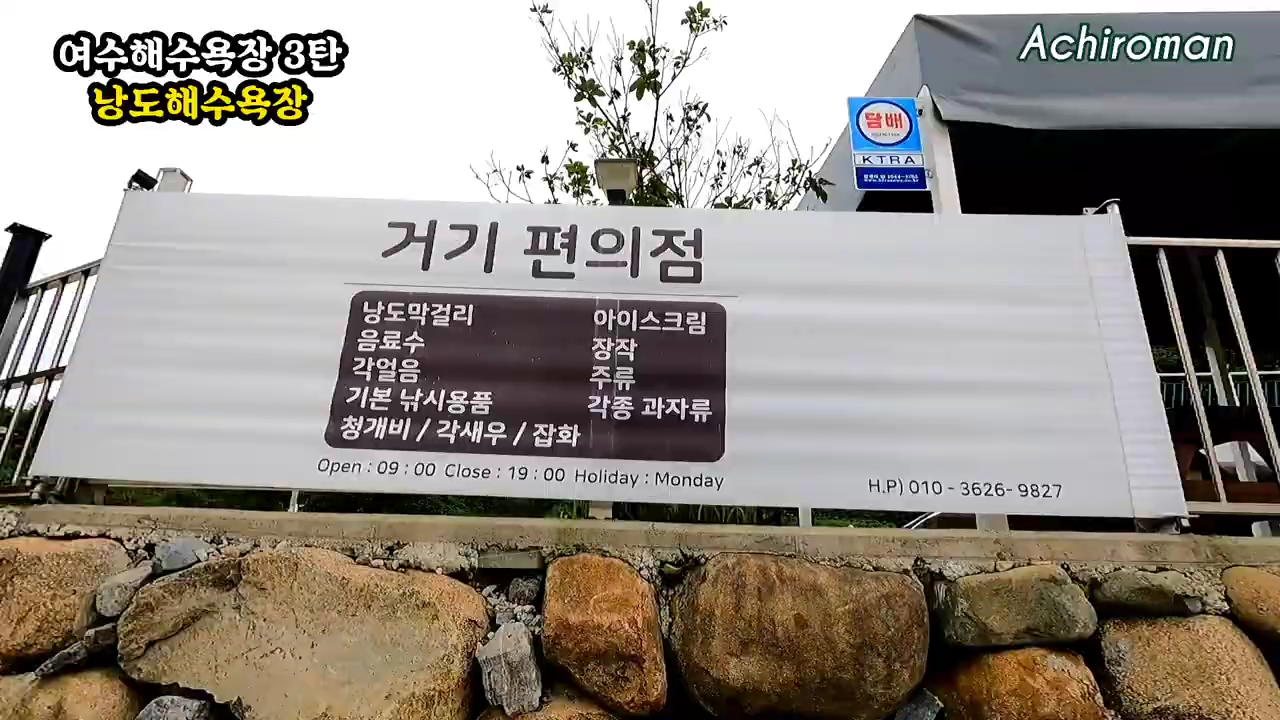 여수해수욕장 3탄
낭도해수욕장
Achiroman
담배
KTRA
거기 편의점
낭도막걸리
음료수
각얼음
기본 낚시용품
청개비 / 각새우 / 잡화
아이스크림
장작
주류
각종 과자류
Open : 09 : 00 Close : 19 : 00 Holiday : Monday
H.P) 010 - 3626- 9827